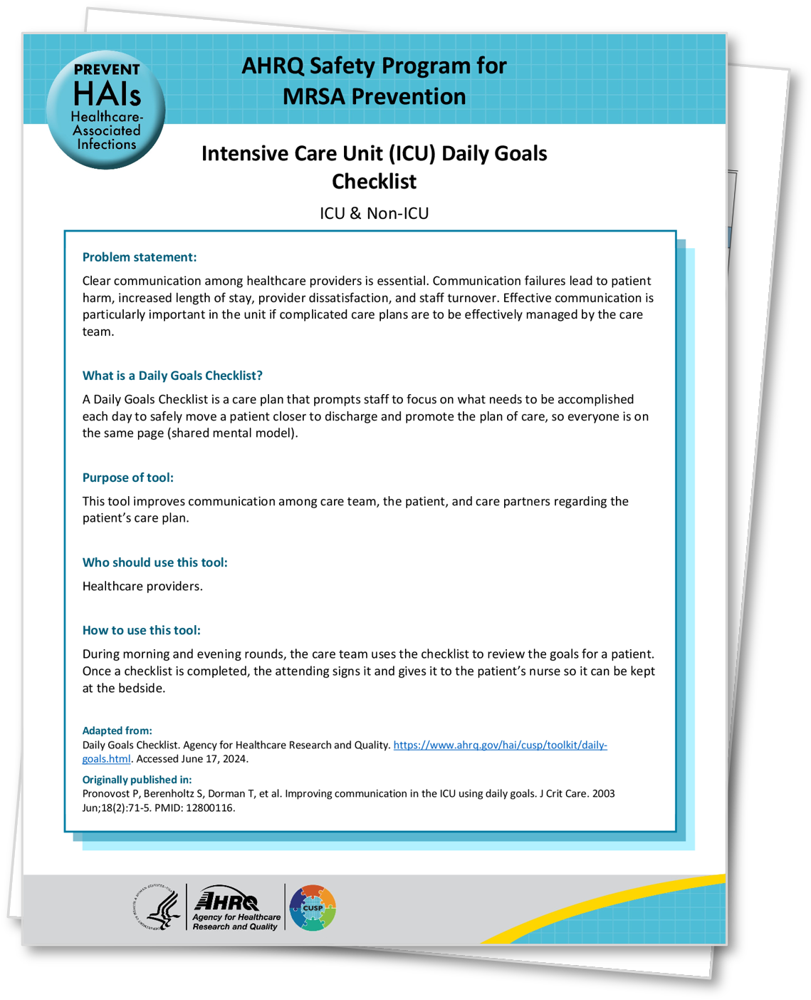 PREVENT
HAIs
Healthcare-
Associated
Infections
AHRQ Safety Program for
MRSA Prevention
Intensive Care Unit (ICU) Daily Goals
Checklist
ICU & Non-ICU
Problem statement:
Clear communication among healthcare providers is essential. Communication failures lead to patient
harm, increased length of stay, provider dissatisfaction, and staff turnover. Effective communication is
particularly important in the unit if complicated care plans are to be effectively managed by the care
team.
What is a Daily Goals Checklist?
A Daily Goals Checklist is a care plan that prompts staff to focus on what needs to be accomplished
each day to safely move a patient closer to discharge and promote the plan of care, so everyone is on
the same page (shared mental model).
Purpose of tool:
This tool improves communication among care team, the patient, and care partners regarding the
patient’s care plan.
Who should use this tool:
Healthcare providers.
How to use this tool:
During morning and evening rounds, the care team uses the checklist to review the goals for a patient.
Once a checklist is completed, the attending signs it and gives it to the patient’s nurse so it can be kept
at the bedside.
Adapted from:
Daily Goals Checklist. Agency for Healthcare Research and Quality. https://www.ahrq.gov/hai/cusp/toolkit/daily-
goals.html. Accessed June 17, 2024.
Originally published in:
Pronovost P, Berenholtz S, Dorman T, et al. Improving communication in the ICU using daily goals. J Crit Care. 2003
Jun;18(2):71-5. PMID: 12800116.
DEPARTMENT OF HEALTH & HUMAN SERVICES • USA
AHRQ
Agency for Healthcare
Research and Quality
CUSP